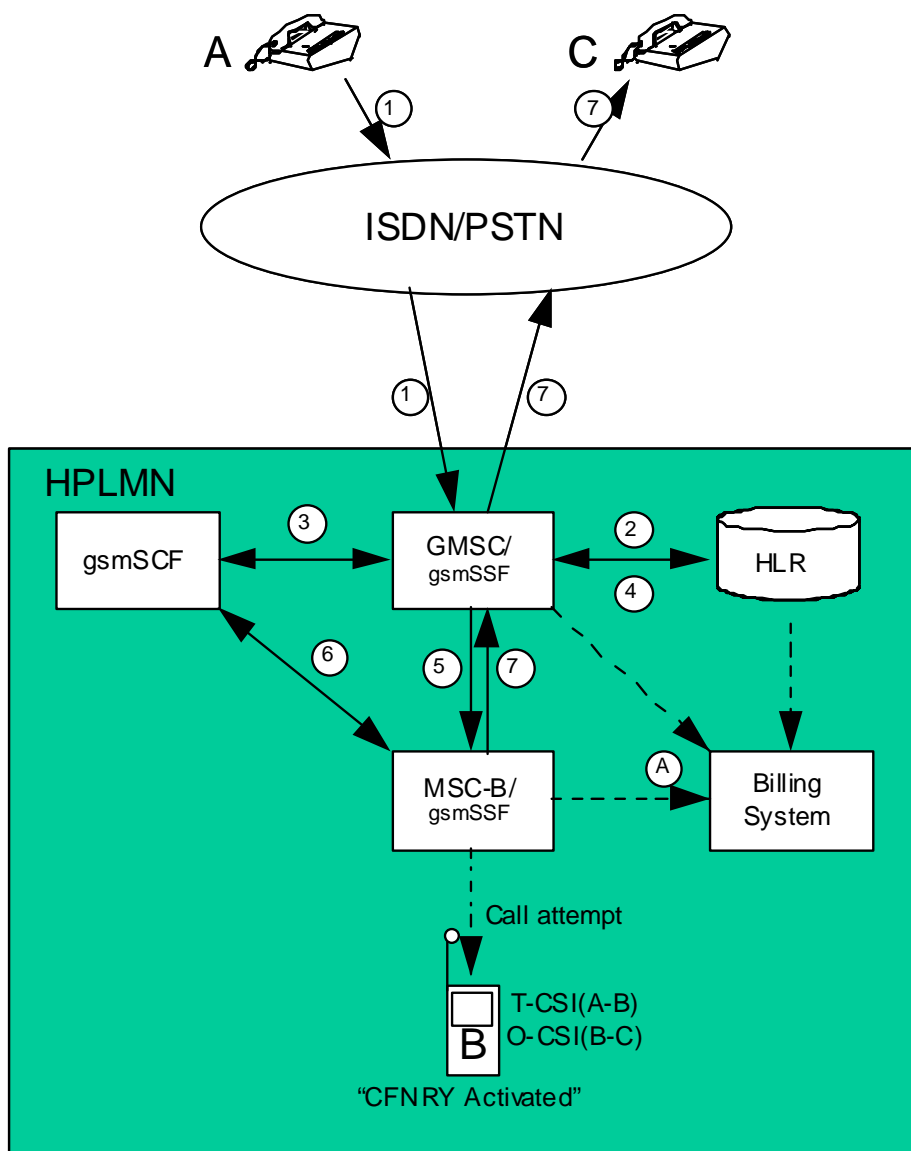 A
C
1
7
ISDN/PSTN
1
7
HPLMN
3
2
gsmSCF
GMSC/
gsmSSF
HLR
4
6
5
7
A
MSC-B/
gsmSSF
Billing
System
Call attempt
T-CSI(A-B)
B
O-CSI(B-C)
“CFNRY Activated”